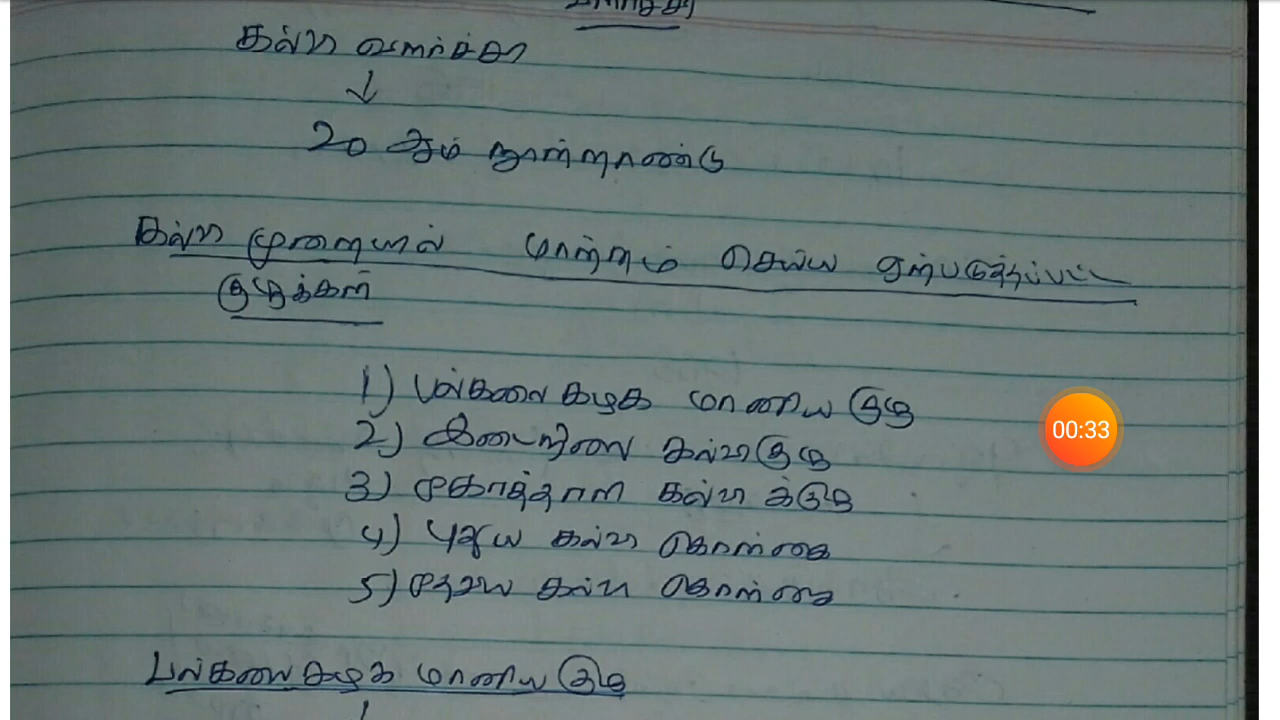 வளர்ச்சி
கல்வி வளர்ச்சி
↓
20 ஆம் நூற்றாண்டு
கல்வி முறையில் மாற்றம் செய்ய ஏற்படுத்தப்பட்ட
குழுக்கள்
1) பல்கலைகழக மானிய குழு
2) இடைநிலை கல்விகுழு
3) கோத்தாரி கல்வி க்குழு
00:33
4) புதிய கல்வி கொள்கை
5) தேசிய கல்வி கொள்கை
பல்கலைகழக மானிய குழு